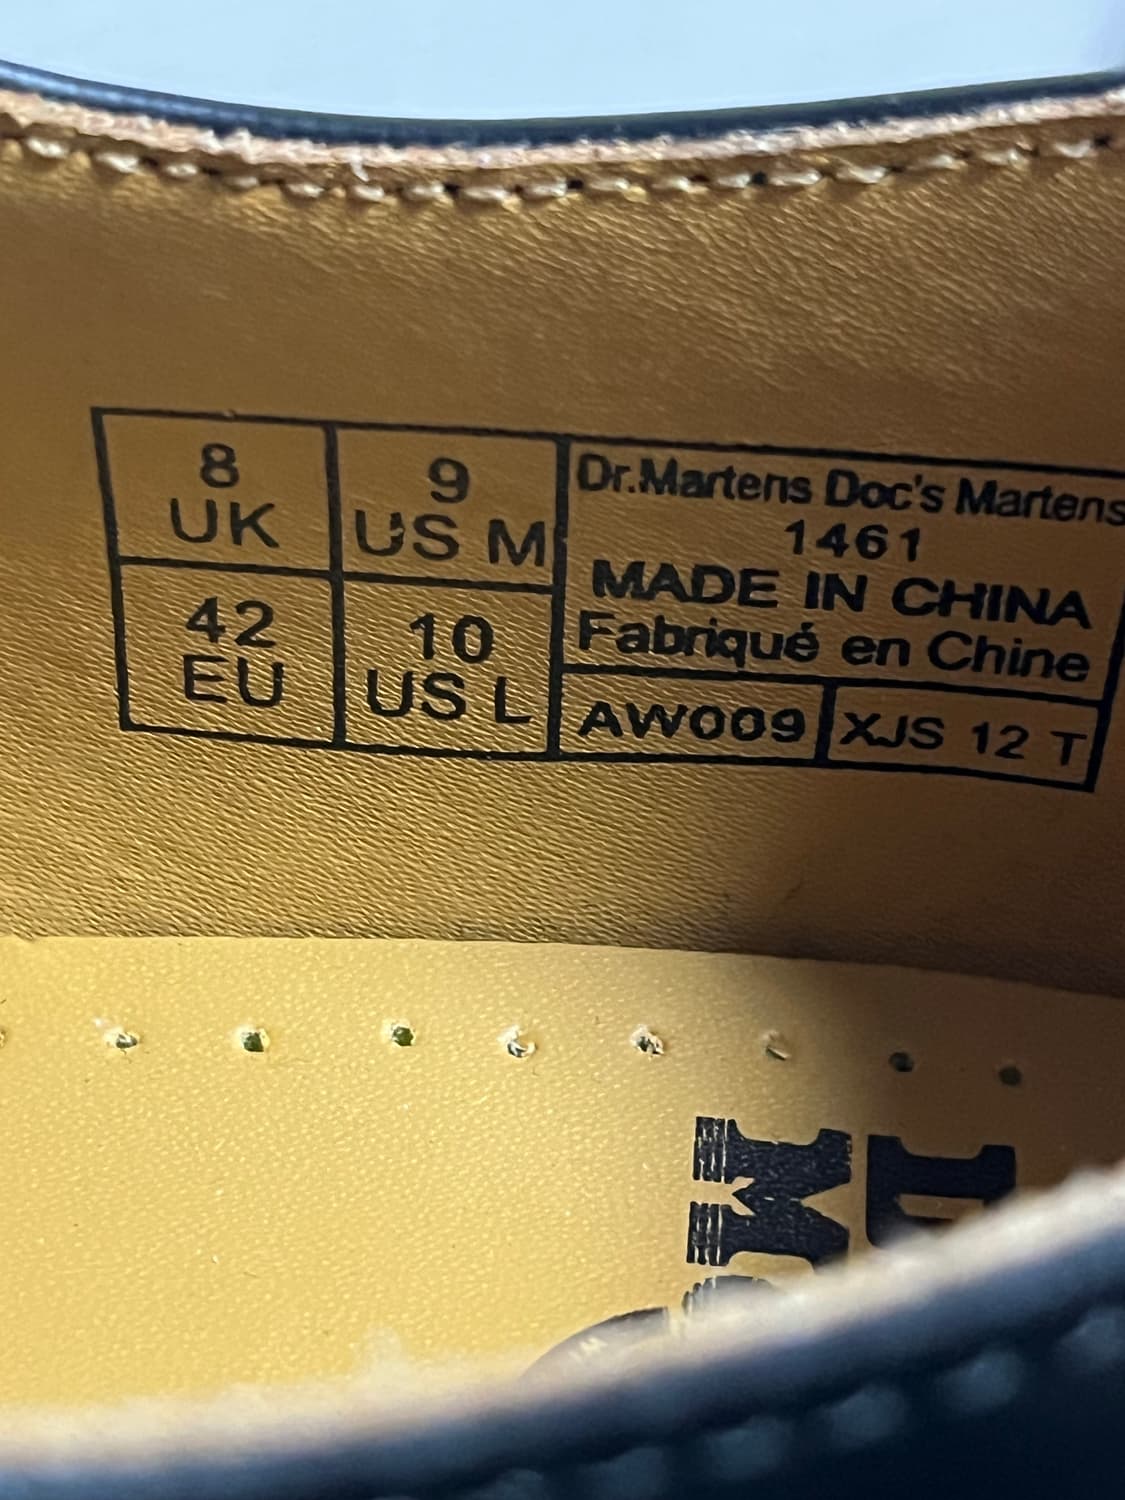 8
UK
9
US M
42
EU
10
US L
Dr.Martens Doc's Martens
1461
MADE IN CHINA
Fabriqué en Chine
AW009
XJS 12 T